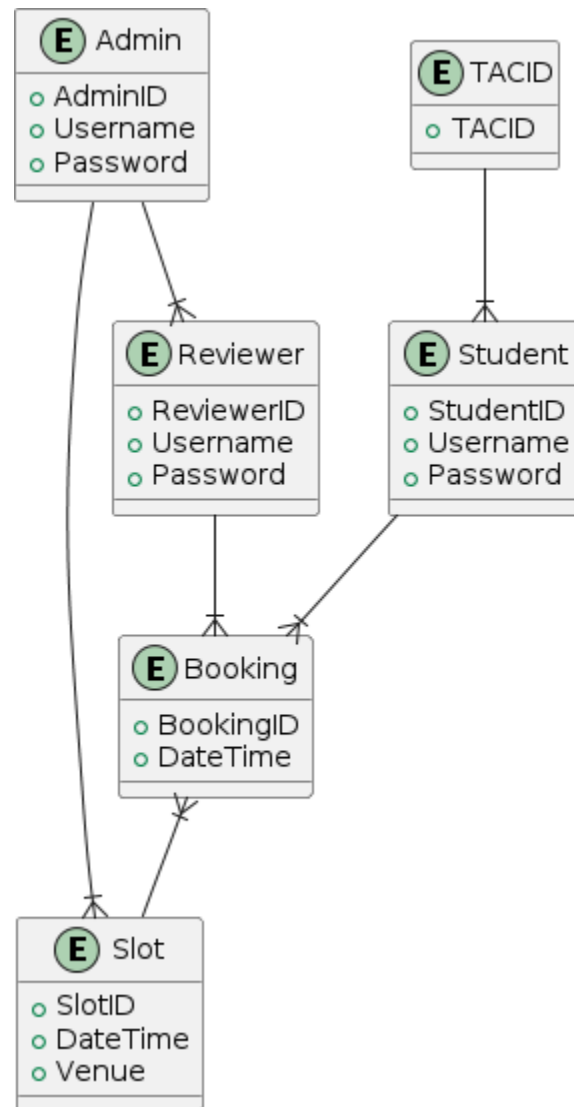 E Admin
AdminID
Username
Password
E TACID
TACID
E Reviewer
ReviewerID
Username
Password
E Student
StudentID
Username
Password
E Booking
BookingID
DateTime
E Slot
SlotID
DateTime
Venue